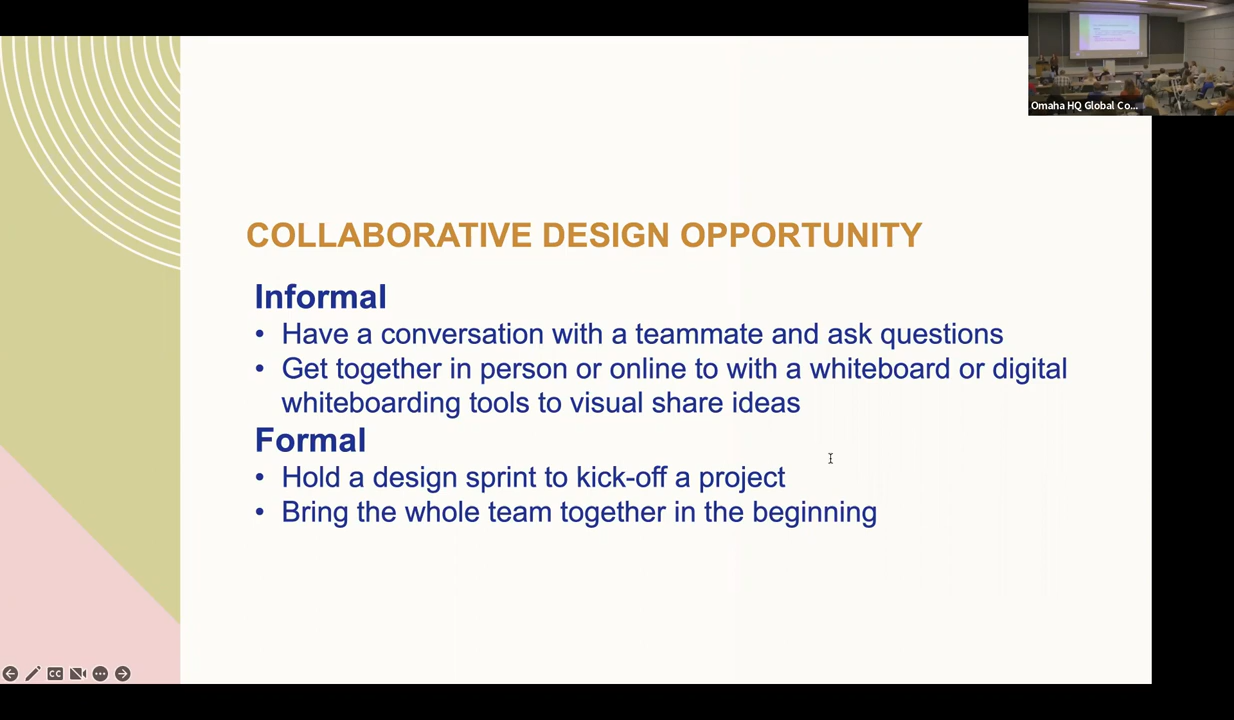 Omaha HQ Global Co...
COLLABORATIVE DESIGN OPPORTUNITY
Informal
• Have a conversation with a teammate and ask questions
• Get together in person or online to with a whiteboard or digital
whiteboarding tools to visual share ideas
Formal
• Hold a design sprint to kick-off a project
• Bring the whole team together in the beginning
CC